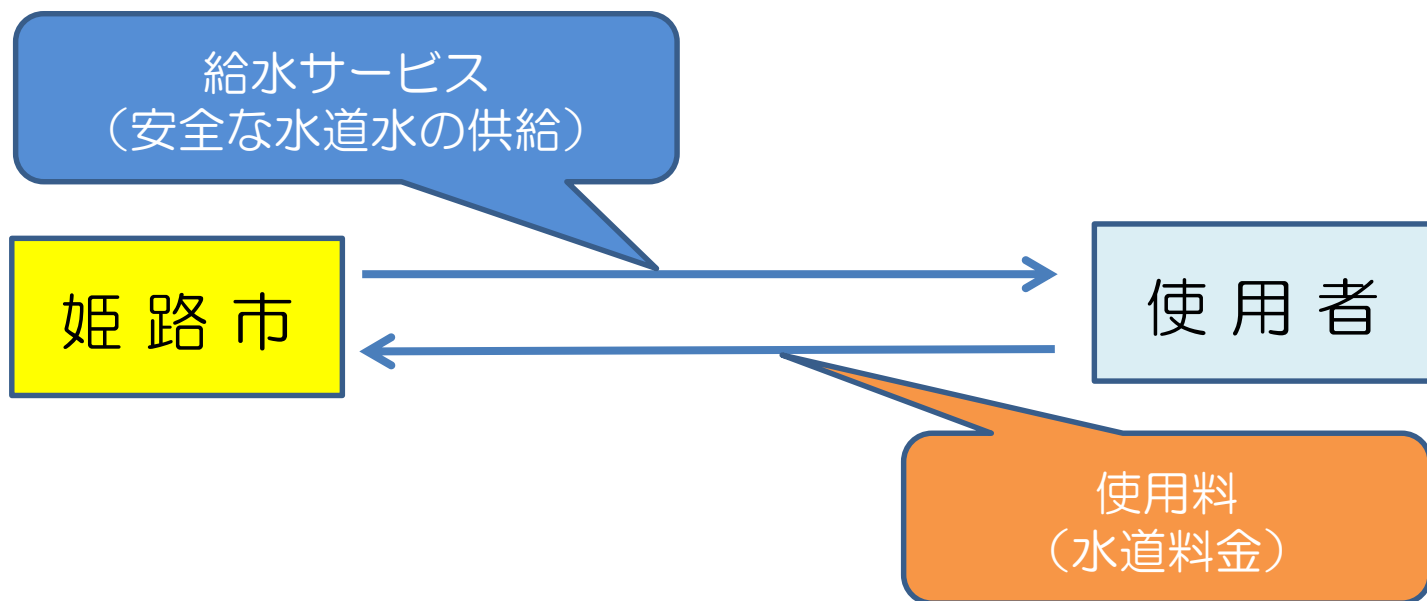 給水サービス
（安全な水道水の供給）
姫路市
使用者
使用料
（水道料金）